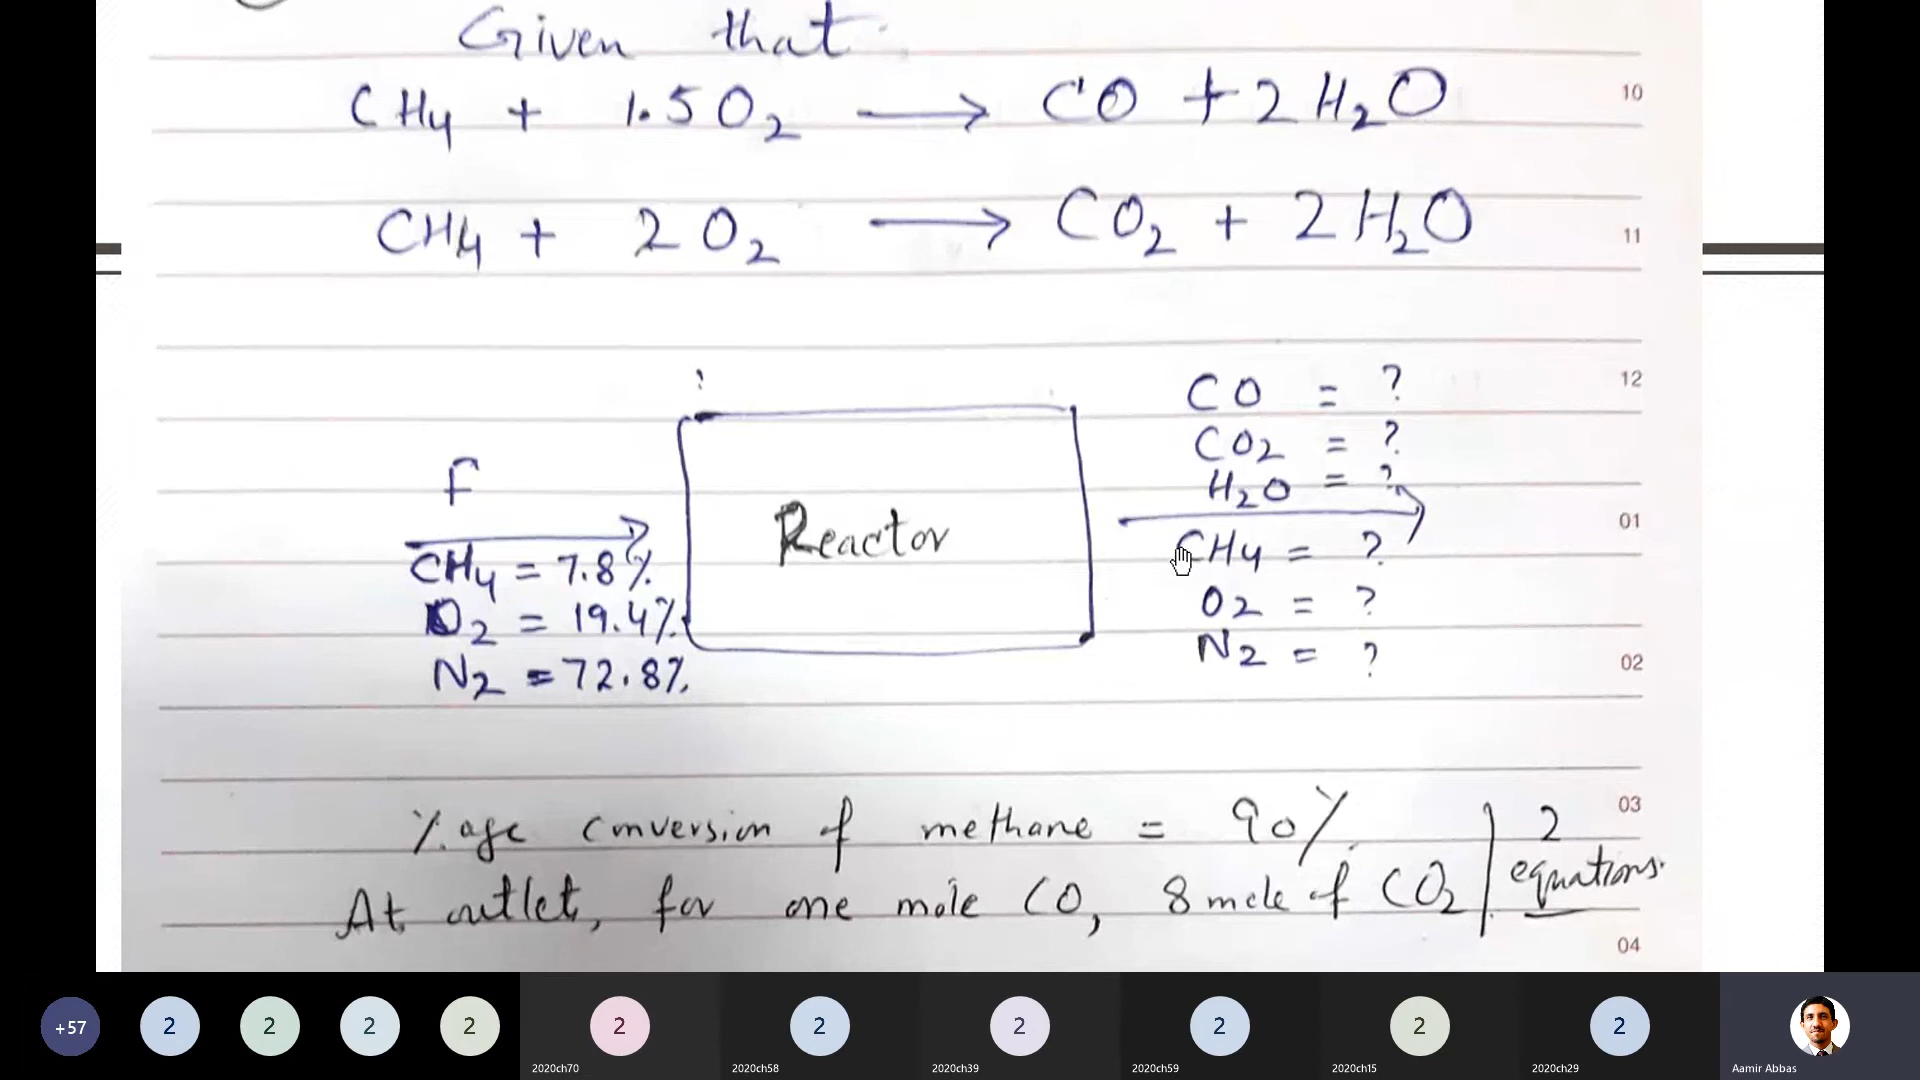 Given that
CH4 + 1.5 O2 → CO + 2 H2O
10
CH4 + 2 O2 → CO2 + 2 H2O
11
12
F
CH4 = 7.8%
O2 = 19.4%
N2 = 72.8%
Reactor
CO = ?
CO2 = ?
H2O = ?
CH4 = ?
O2 = ?
N2 = ?
01
02
%age conversion of methane = 90%
At outlet, for one mole CO, 8 mole of CO2
2
equations.
03
04
+57
2
2
2
2
2
2
2
2
2
2
2020ch70
2020ch58
2020ch39
2020ch59
2020ch15
2020ch29
Aamir Abbas